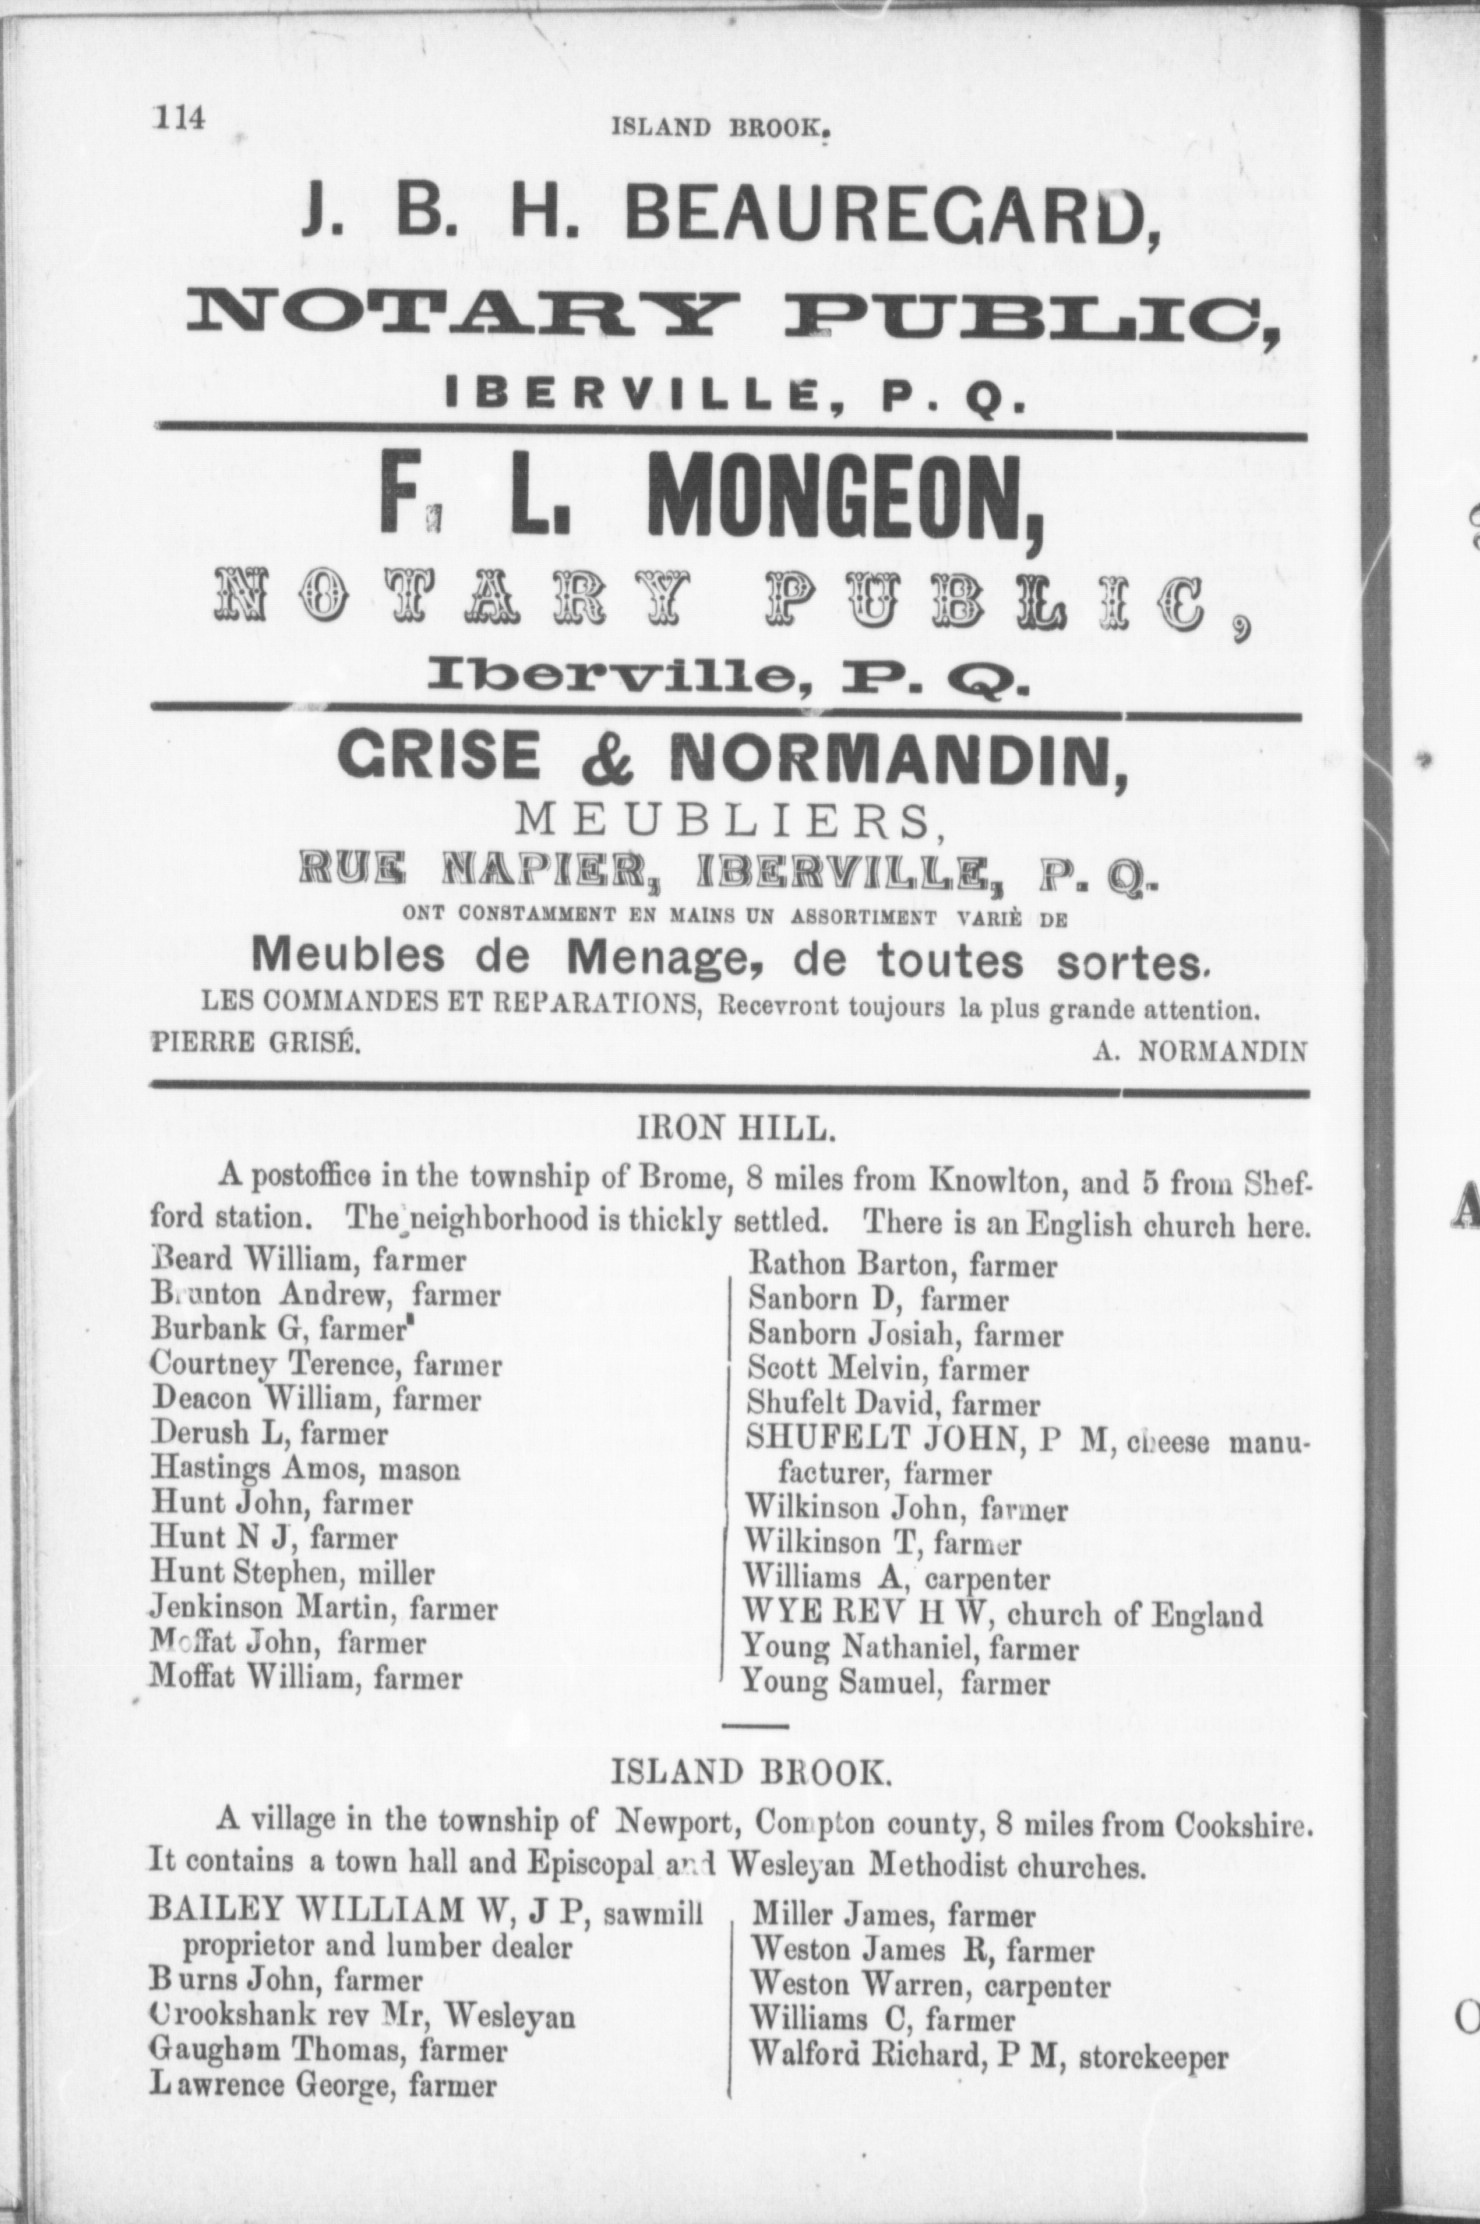 114
ISLAND BROOK.
J. B. H. BEAUREGARD,
NOTARY PUBLIC,
IBERVILLE, P. Q.
F. L. MONGEON,
NOTARY PUBLIC,
Iberville, P. Q.
GRISE & NORMANDIN,
MEUBLIERS,
RUE NAPIER, IBERVILLE, P. Q.
ONT CONSTAMMENT EN MAINS UN ASSORTIMENT VARIÈ DE
Meubles de Menage, de toutes sortes.
LES COMMANDES ET REPARATIONS, Recevront toujours la plus grande attention.
PIERRE GRISÉ. A. NORMANDIN
IRON HILL.
A postoffice in the township of Brome, 8 miles from Knowlton, and 5 from Shef-
ford station. The neighborhood is thickly settled. There is an English church here.
Beard William, farmer
Brunton Andrew, farmer
Burbank G, farmer
Courtney Terence, farmer
Deacon William, farmer
Derush L, farmer
Hastings Amos, mason
Hunt John, farmer
Hunt N J, farmer
Hunt Stephen, miller
Jenkinson Martin, farmer
Moffat John, farmer
Moffat William, farmer
Rathon Barton, farmer
Sanborn D, farmer
Sanborn Josiah, farmer
Scott Melvin, farmer
Shufelt David, farmer
SHUFELT JOHN, P M, cheese manu-
facturer, farmer
Wilkinson John, farmer
Wilkinson T, farmer
Williams A, carpenter
WYE REV H W, church of England
Young Nathaniel, farmer
Young Samuel, farmer
ISLAND BROOK.
A village in the township of Newport, Compton county, 8 miles from Cookshire.
It contains a town hall and Episcopal and Wesleyan Methodist churches.
BAILEY WILLIAM W, J P, sawmill
proprietor and lumber dealer
Burns John, farmer
Crookshank rev Mr, Wesleyan
Gaugham Thomas, farmer
Lawrence George, farmer
Miller James, farmer
Weston James R, farmer
Weston Warren, carpenter
Williams C, farmer
Walford Richard, P M, storekeeper